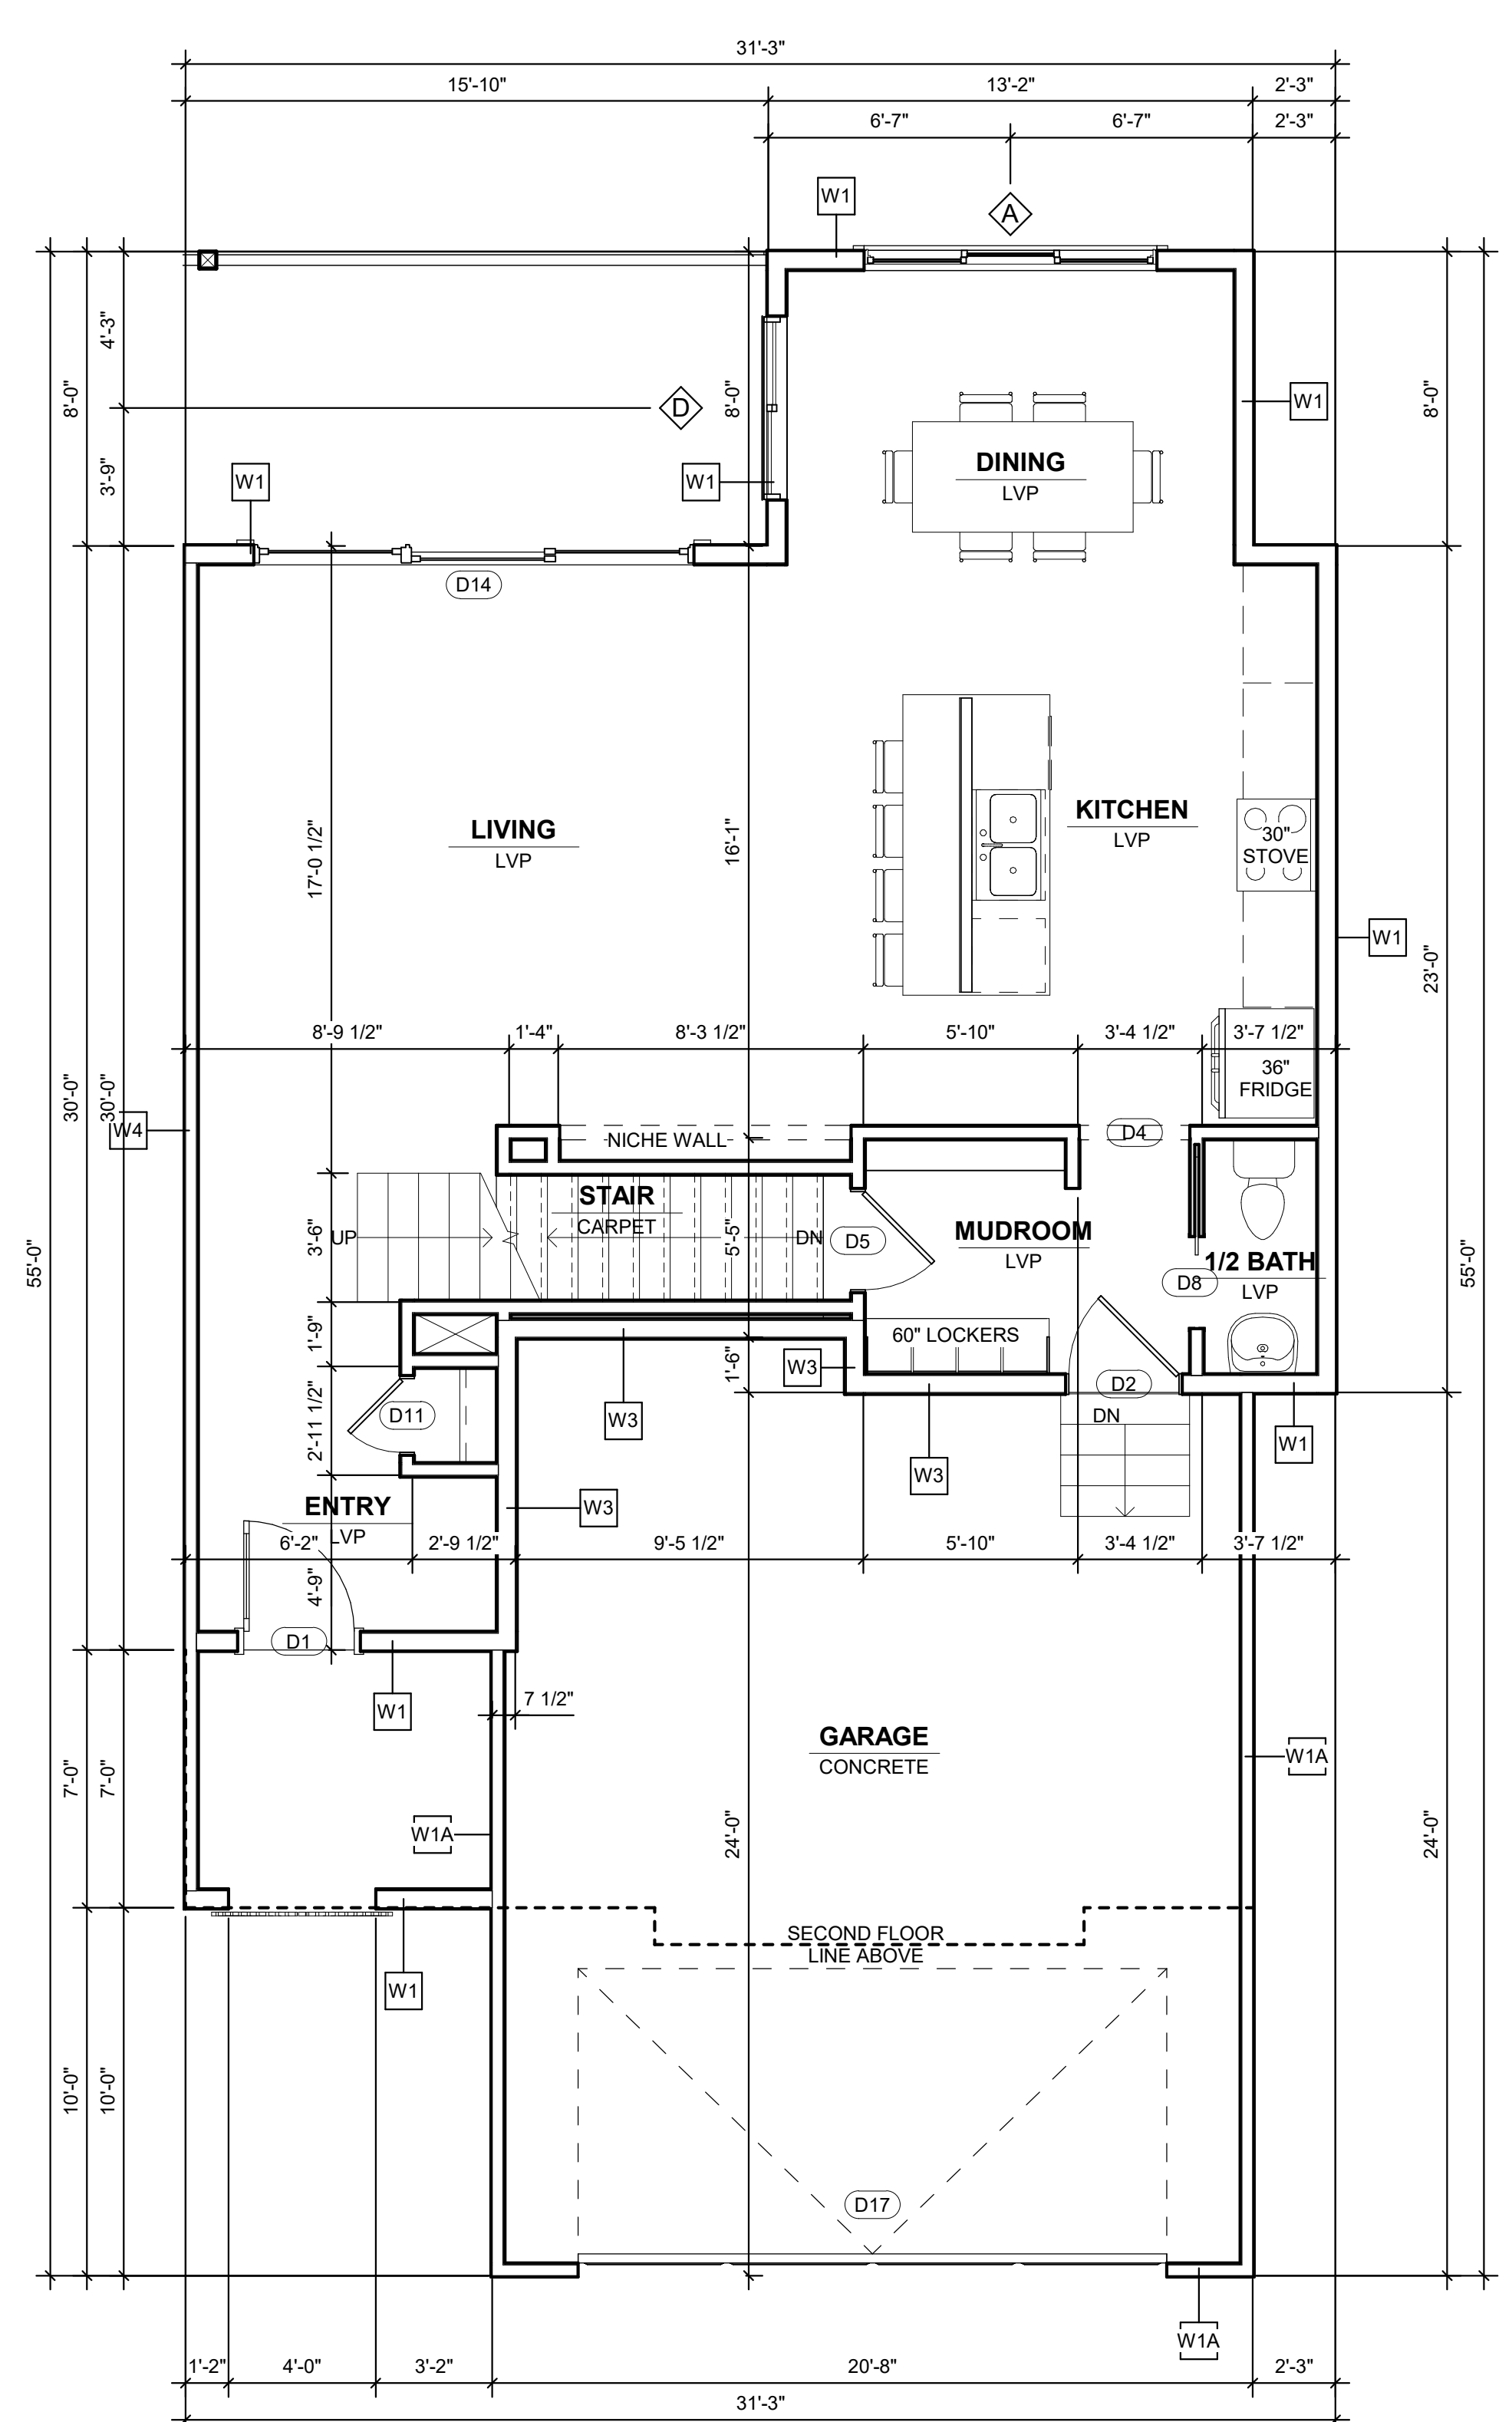 31'-3"
15'-10" 13'-2" 2'-3"
6'-7" 6'-7" 2'-3"
W1
A
4'-3"
8'-0"
D
8'-0"
W1
8'-0"
3'-9"
W1
W1
DINING
LVP
D14
LIVING
LVP
17'-0 1/2"
16'-1"
KITCHEN
LVP
30"
STOVE
W1
23'-0"
8'-9 1/2" 1'-4" 8'-3 1/2" 5'-10" 3'-4 1/2" 3'-7 1/2"
36"
FRIDGE
30'-0"
30'-0"
W4
NICHE WALL
D4
STAIR
CARPET
UP
DN
3'-6"
5'-5"
D5
MUDROOM
LVP
1/2 BATH
LVP
D8
55'-0"
55'-0"
1'-9"
60" LOCKERS
W3
W3
1'-6"
D2
DN
D11
2'-11 1/2"
W3
W1
W3
ENTRY
LVP
6'-2" 2'-9 1/2" 9'-5 1/2" 5'-10" 3'-4 1/2" 3'-7 1/2"
4'-9"
D1
W1
7 1/2"
GARAGE
CONCRETE
W1A
7'-0"
7'-0"
W1A
24'-0"
24'-0"
SECOND FLOOR
LINE ABOVE
W1
10'-0"
10'-0"
D17
W1A
1'-2" 4'-0" 3'-2" 20'-8" 2'-3"
31'-3"